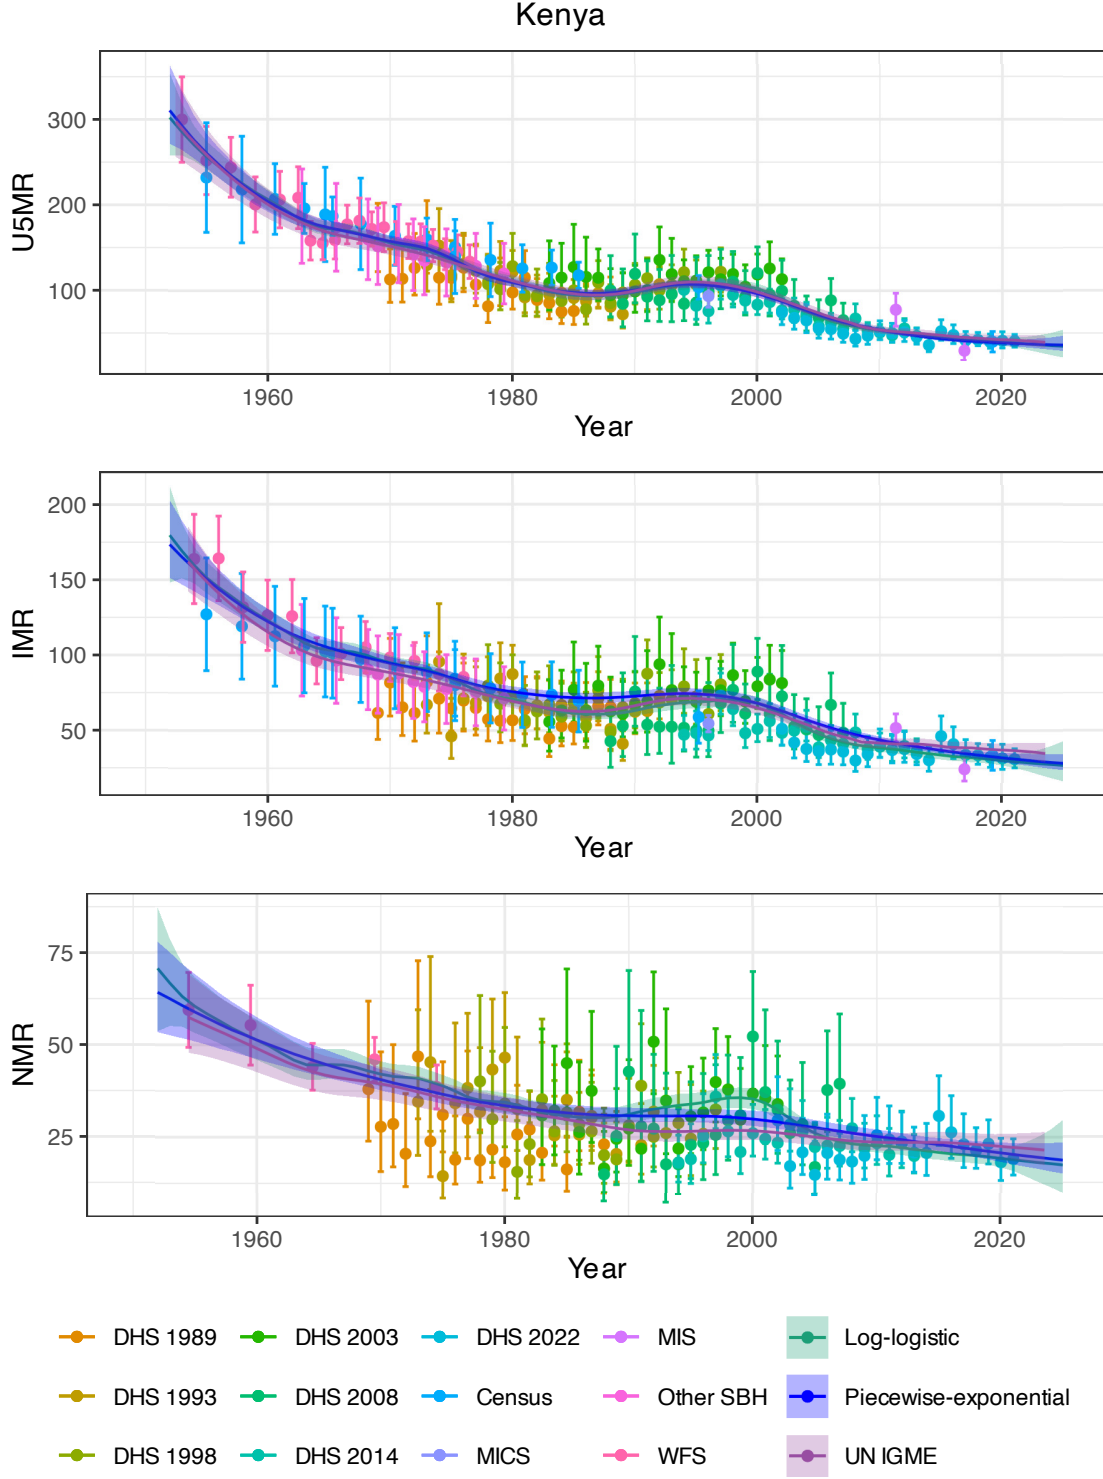 Kenya
300
200
100
U5MR
1960 1980 2000 2020
Year
200
150
100
50
IMR
1960 1980 2000 2020
Year
75
50
25
NMR
1960 1980 2000 2020
Year
DHS 1989 DHS 2003 DHS 2022 MIS Log-logistic
DHS 1993 DHS 2008 Census Other SBH Piecewise-exponential
DHS 1998 DHS 2014 MICS WFS UN IGME